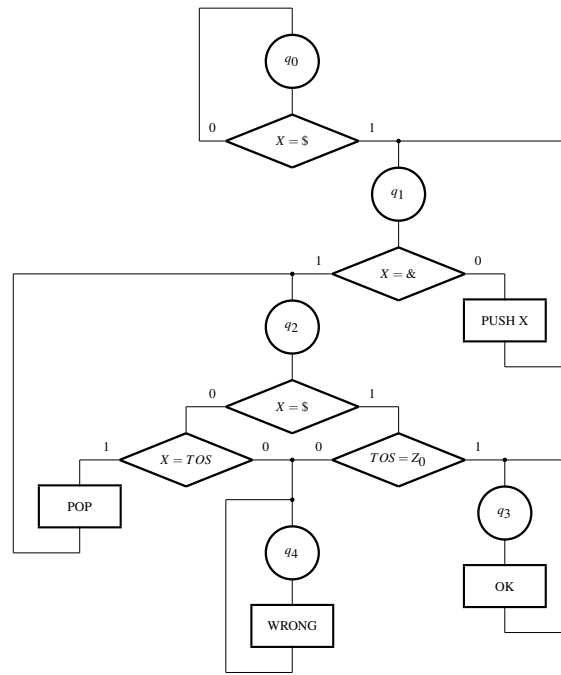 q0
0
X = $
1
q1
1
X = &
0
q2
PUSH X
0
X = $
1
1
X = TOS
0
0
TOS = Z0
1
POP
q3
q4
OK
WRONG